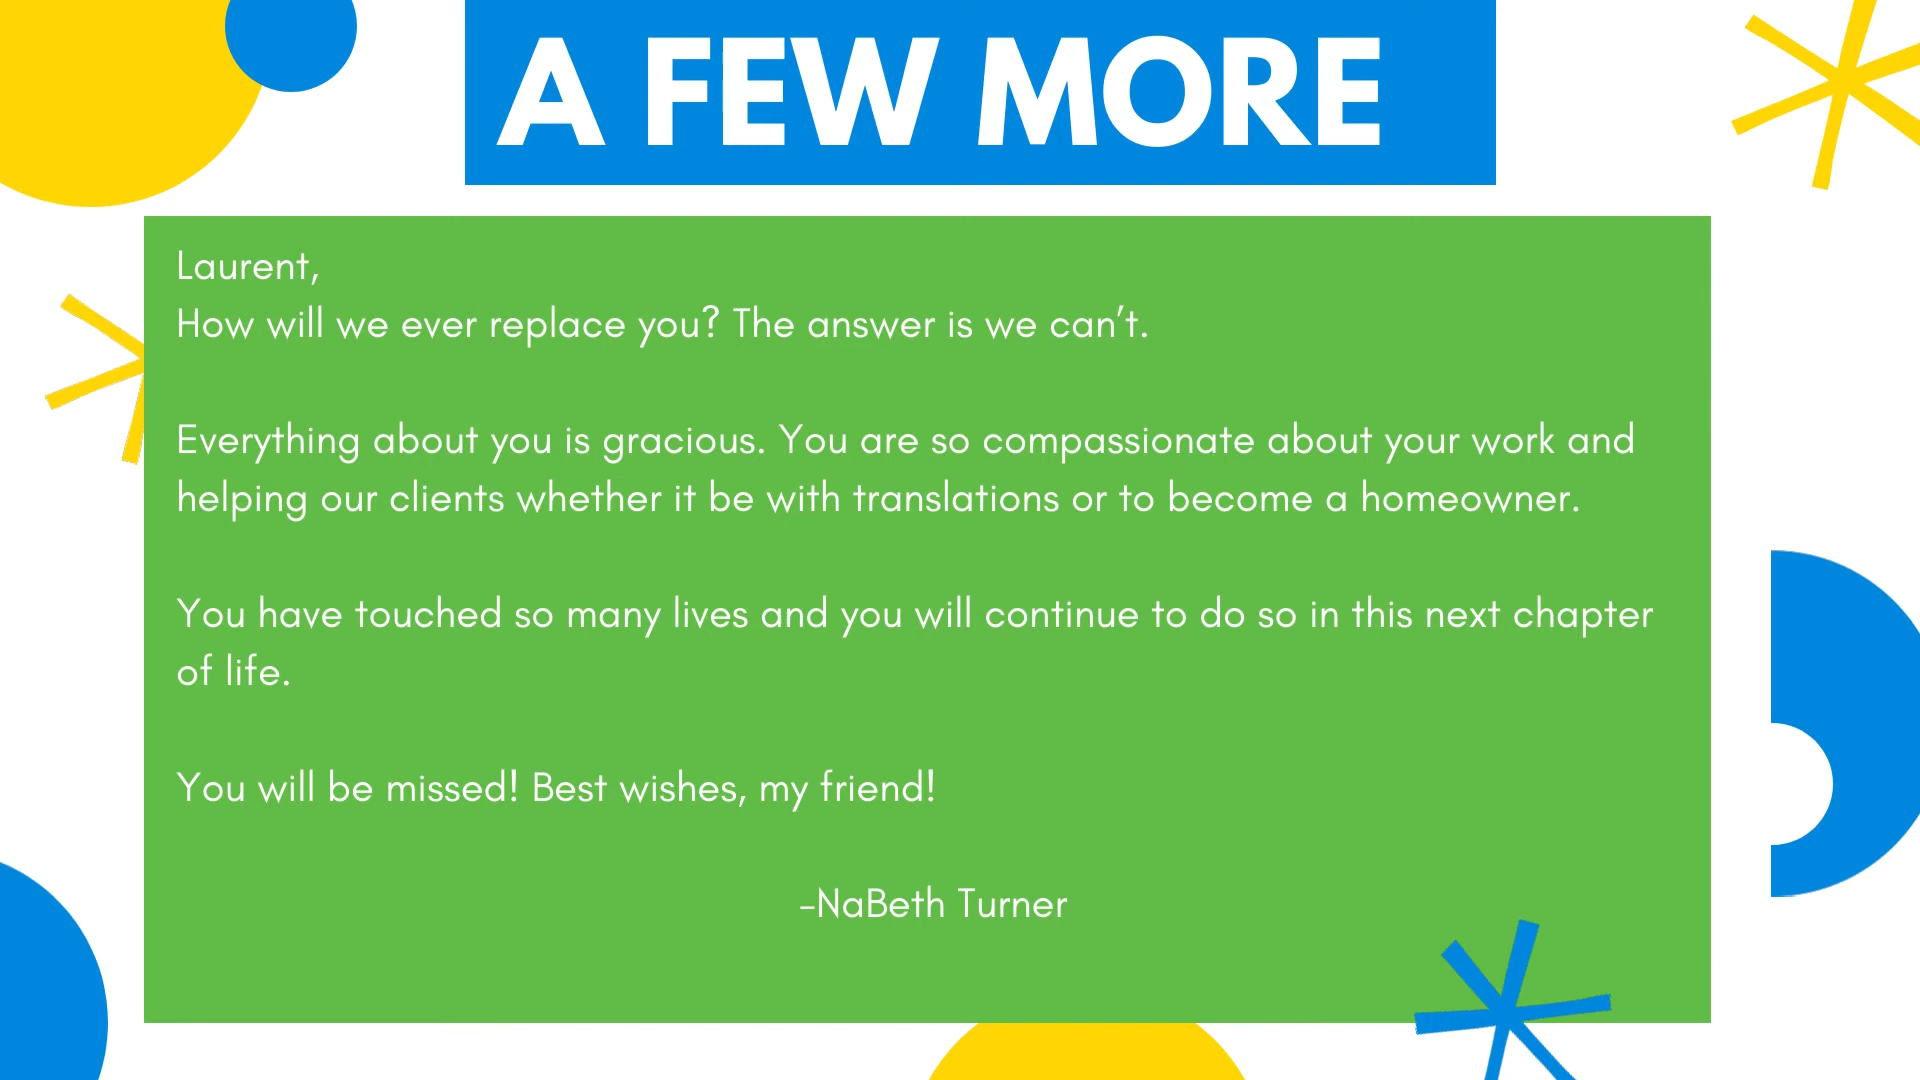 A FEW MORE
Laurent,
How will we ever replace you? The answer is we can’t.
Everything about you is gracious. You are so compassionate about your work and
helping our clients whether it be with translations or to become a homeowner.
You have touched so many lives and you will continue to do so in this next chapter
of life.
You will be missed! Best wishes, my friend!
-NaBeth Turner